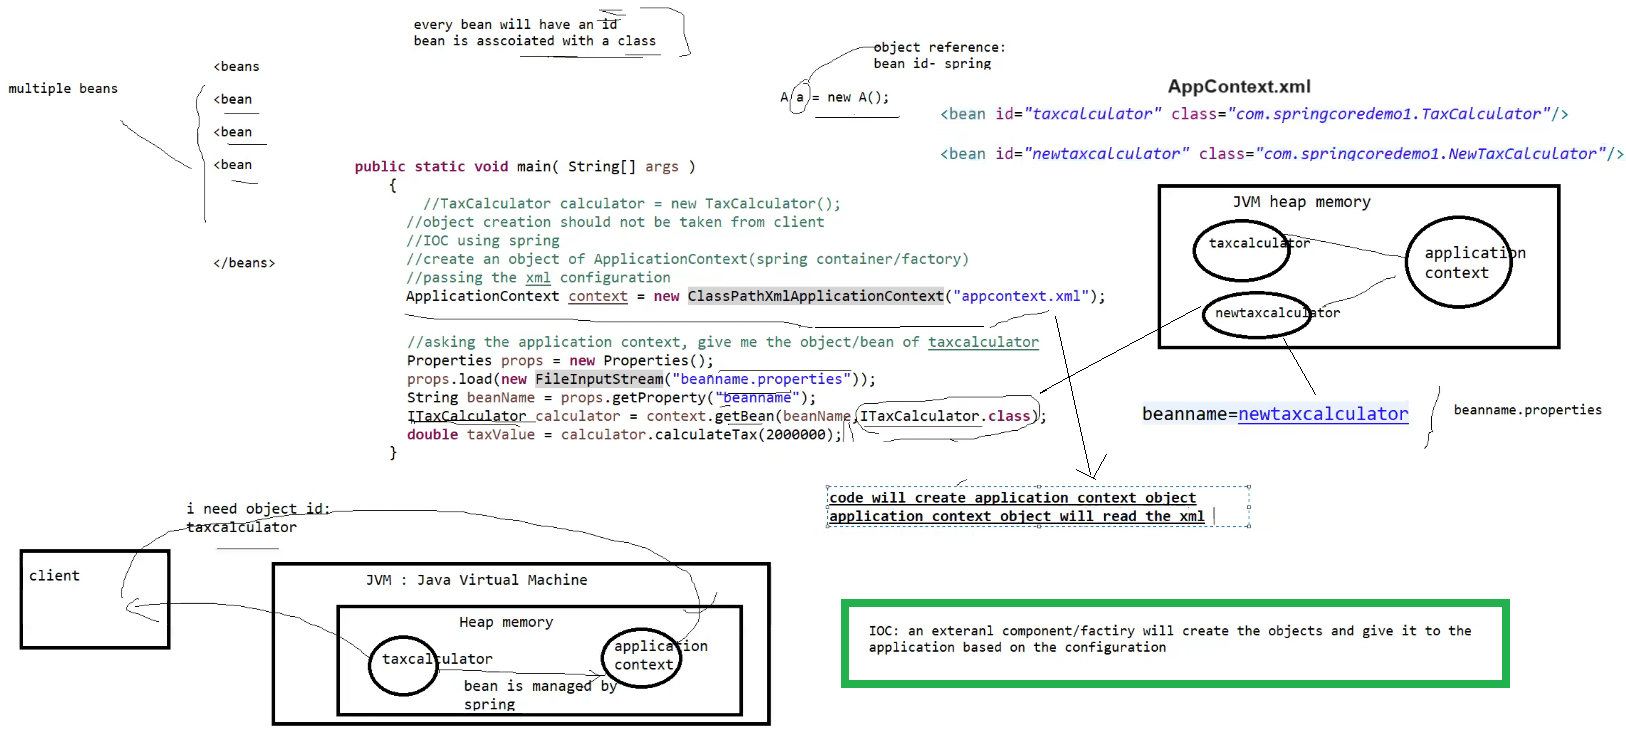 every bean will have an id
bean is asscoiated with a class
object reference:
bean id- spring
<beans
multiple beans
<bean
<bean
<bean
</beans>
A a = new A();
AppContext.xml
<bean id="taxcalculator" class="com.springcoredemo1.TaxCalculator"/>
<bean id="newtaxcalculator" class="com.springcoredemo1.NewTaxCalculator"/>
public static void main( String[] args )
{
//TaxCalculator calculator = new TaxCalculator();
//object creation should not be taken from client
//IOC using spring
//create an object of ApplicationContext(spring container/factory)
//passing the xml configuration
ApplicationContext context = new ClassPathXmlApplicationContext("appcontext.xml");
//asking the application context, give me the object/bean of taxcalculator
Properties props = new Properties();
props.load(new FileInputStream("beanname.properties"));
String beanName = props.getProperty("beanname");
ITaxCalculator calculator = context.getBean(beanName,ITaxCalculator.class);
double taxValue = calculator.calculateTax(2000000);
}
JVM heap memory
taxcalculator
application
context
newtaxcalculator
beanname=newtaxcalculator
beanname.properties
code will create application context object
application context object will read the xml
i need object id:
taxcalculator
client
JVM : Java Virtual Machine
Heap memory
taxcalculator
application
context
bean is managed by
spring
IOC: an exteranl component/factiry will create the objects and give it to the
application based on the configuration